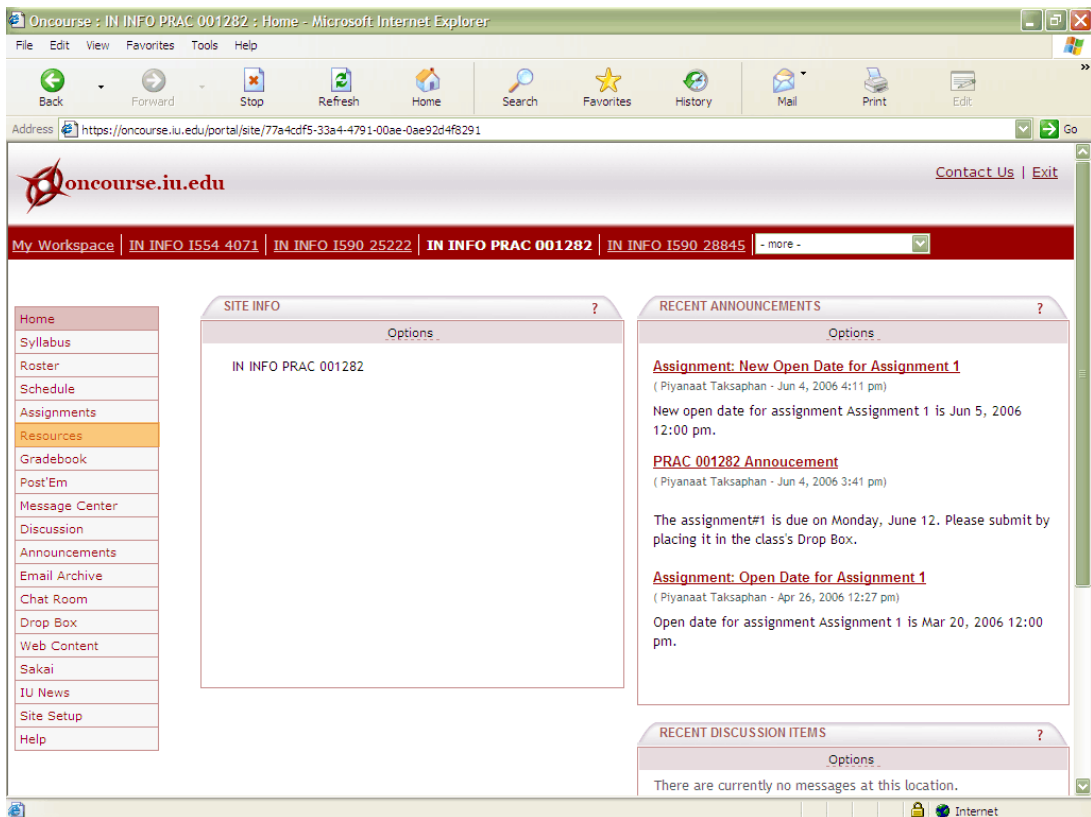 Oncourse : IN INFO PRAC 001282 : Home - Microsoft Internet Explorer
File Edit View Favorites Tools Help
Back Forward Stop Refresh Home Search Favorites History Mail Print Edit
Address https://oncourse.iu.edu/portal/site/77a4cdf5-33a4-4791-00ae-0ae92d4f8291 Go
oncourse.iu.edu
Contact Us | Exit
My Workspace | IN INFO I554 4071 | IN INFO I590 25222 | IN INFO PRAC 001282 | IN INFO I590 28845 - more -
Home
Syllabus
Roster
Schedule
Assignments
Resources
Gradebook
Post'Em
Message Center
Discussion
Announcements
Email Archive
Chat Room
Drop Box
Web Content
Sakai
IU News
Site Setup
Help
SITE INFO ?
Options
IN INFO PRAC 001282
RECENT ANNOUNCEMENTS ?
Options
Assignment: New Open Date for Assignment 1
( Piyanaat Taksaphan - Jun 4, 2006 4:11 pm)
New open date for assignment Assignment 1 is Jun 5, 2006
12:00 pm.
PRAC 001282 Annoucement
( Piyanaat Taksaphan - Jun 4, 2006 3:41 pm)
The assignment#1 is due on Monday, June 12. Please submit by
placing it in the class's Drop Box.
Assignment: Open Date for Assignment 1
( Piyanaat Taksaphan - Apr 26, 2006 12:27 pm)
Open date for assignment Assignment 1 is Mar 20, 2006 12:00
pm.
RECENT DISCUSSION ITEMS ?
Options
There are currently no messages at this location.
Internet